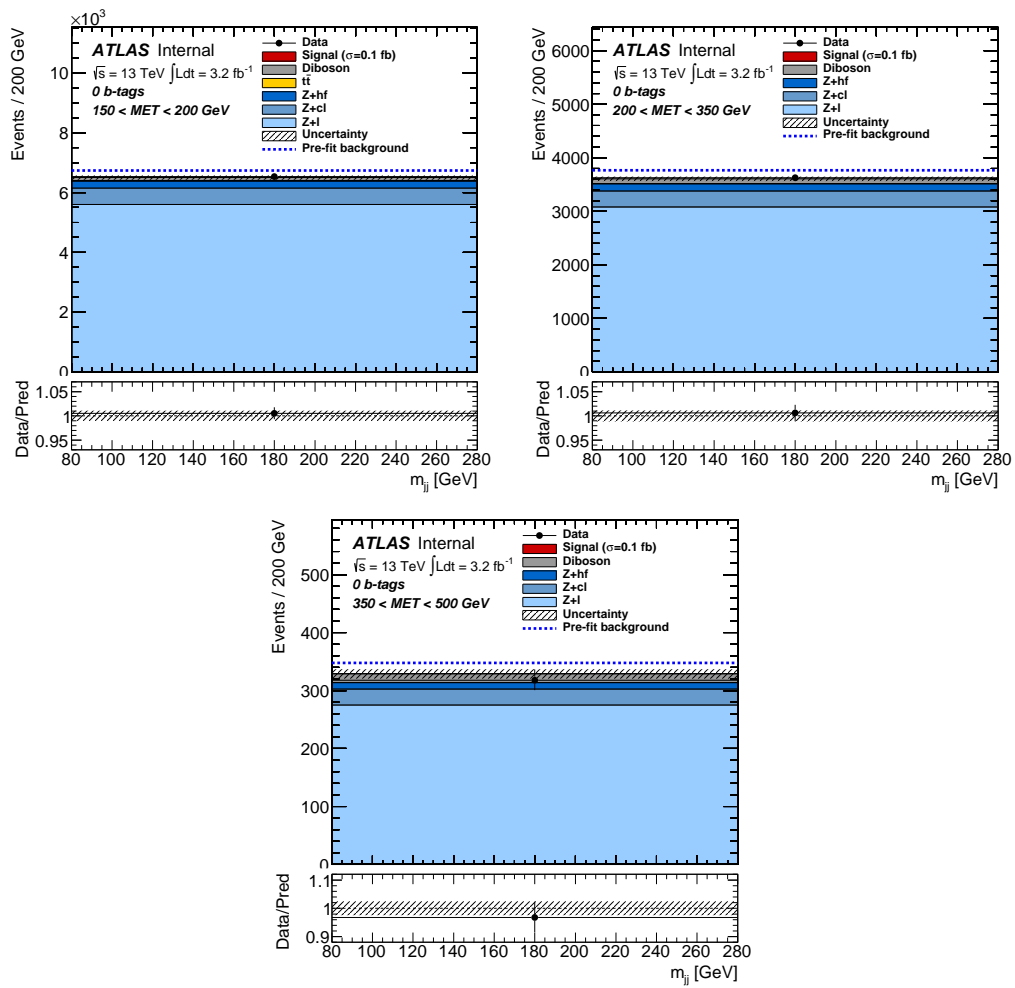 ×10³
Events / 200 GeV
10
8
6
4
2
0
ATLAS Internal
√s = 13 TeV ∫Ldt = 3.2 fb⁻¹
0 b-tags
150 < MET < 200 GeV
Data
Signal (σ=0.1 fb)
Diboson
tt̄
Z+hf
Z+cl
Z+l
Uncertainty
Pre-fit background
Data/Pred
1.05
1
0.95
80 100 120 140 160 180 200 220 240 260 280
m_jj [GeV]
Events / 200 GeV
6000
5000
4000
3000
2000
1000
0
ATLAS Internal
√s = 13 TeV ∫Ldt = 3.2 fb⁻¹
0 b-tags
200 < MET < 350 GeV
Data
Signal (σ=0.1 fb)
Diboson
Z+hf
Z+cl
Z+l
Uncertainty
Pre-fit background
Data/Pred
1.05
1
0.95
80 100 120 140 160 180 200 220 240 260 280
m_jj [GeV]
Events / 200 GeV
500
400
300
200
100
0
ATLAS Internal
√s = 13 TeV ∫Ldt = 3.2 fb⁻¹
0 b-tags
350 < MET < 500 GeV
Data
Signal (σ=0.1 fb)
Diboson
Z+hf
Z+cl
Z+l
Uncertainty
Pre-fit background
Data/Pred
1.1
1
0.9
80 100 120 140 160 180 200 220 240 260 280
m_jj [GeV]